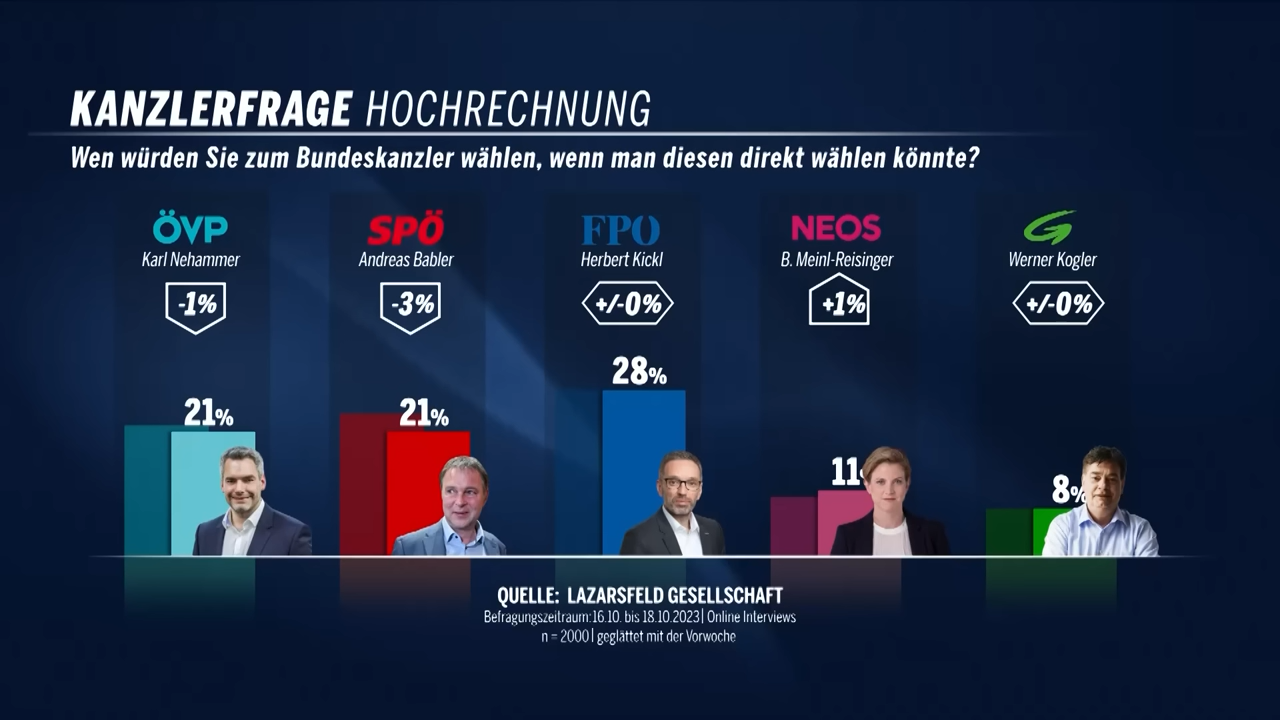 KANZLERFRAGE HOCHRECHNUNG
Wen würden Sie zum Bundeskanzler wählen, wenn man diesen direkt wählen könnte?
ÖVP SPÖ FPÖ NEOS
Karl Nehammer Andreas Babler Herbert Kickl B. Meinl-Reisinger Werner Kogler
-1% -3% +/-0% +1% +/-0%
28%
21% 21%
11
8%
QUELLE: LAZARSFELD GESELLSCHAFT
Befragungszeitraum: 16.10. bis 18.10.2023 | Online Interviews
n = 2000 | geglättet mit der Vorwoche